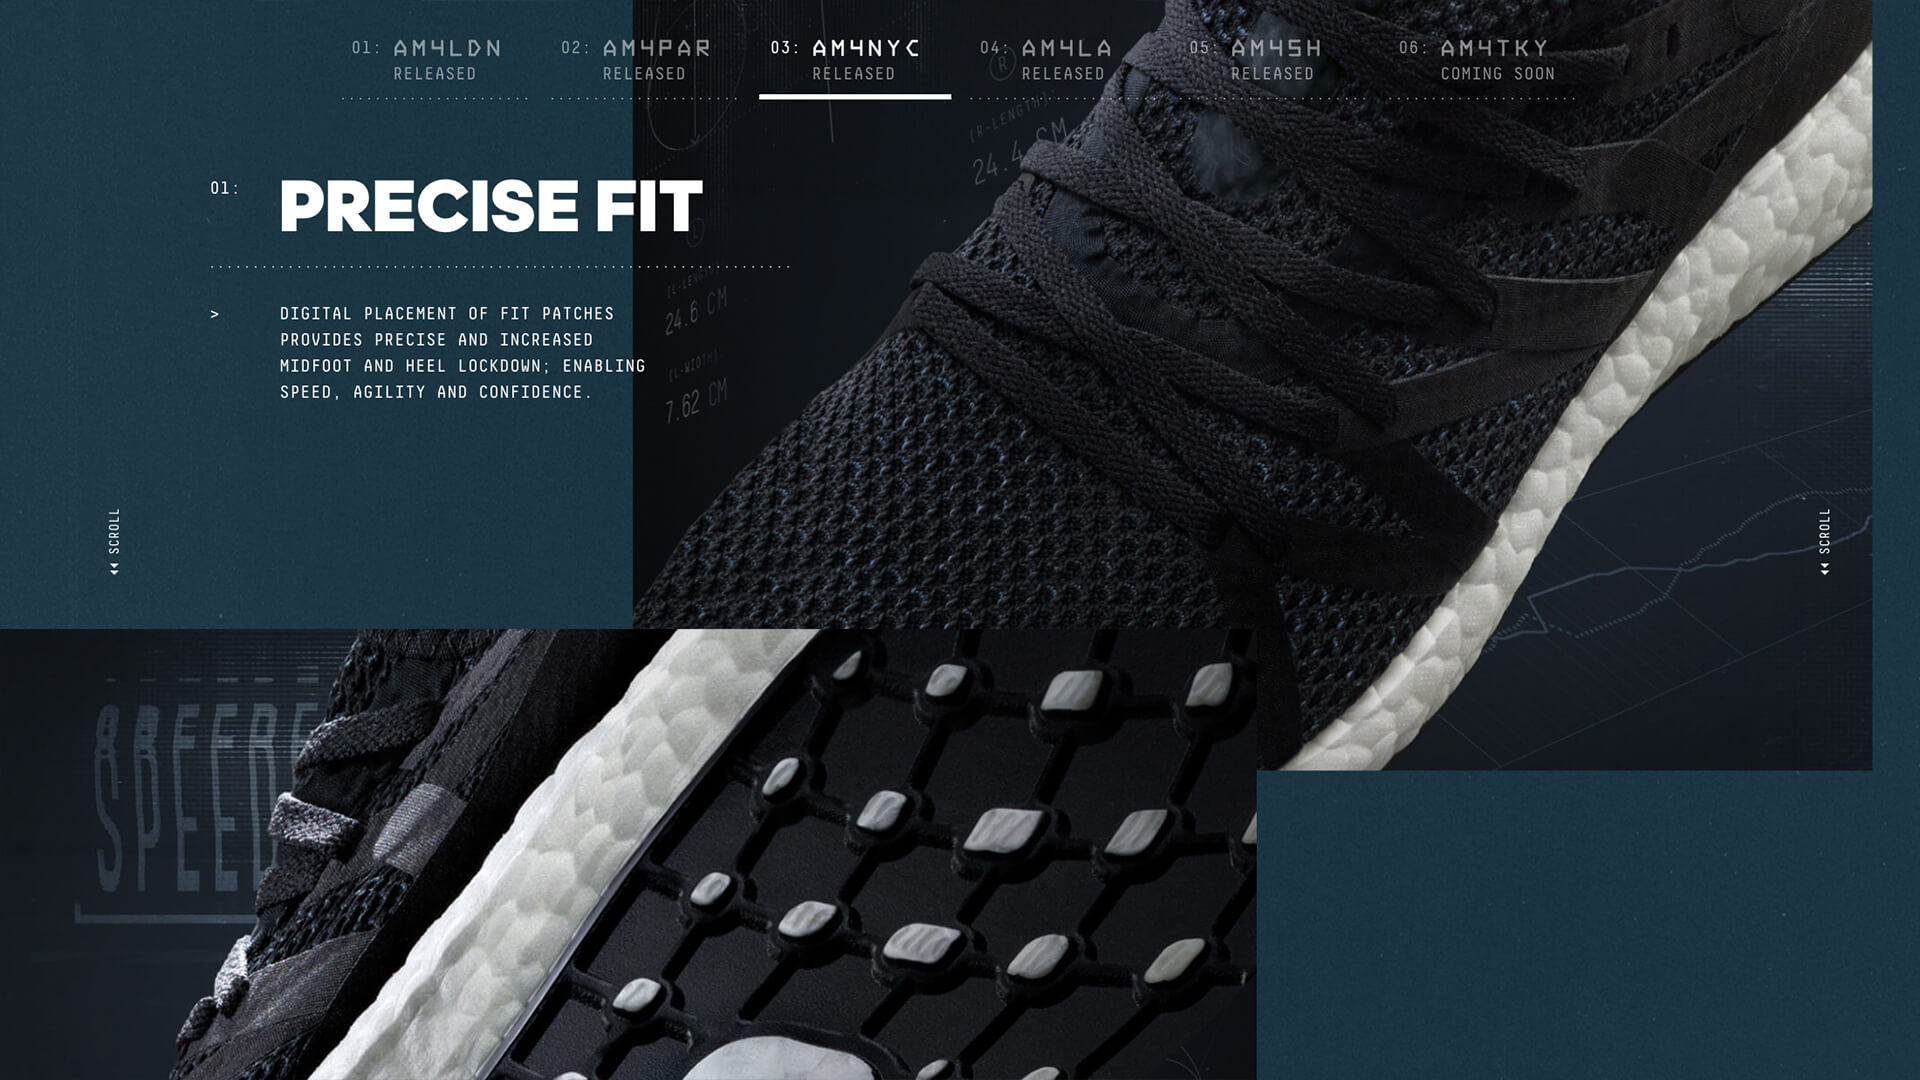 01: AM4LDN
RELEASED
02: AM4PAR
RELEASED
03: AM4NYC
RELEASED
04: AM4LA
RELEASED
05: AM4SH
RELEASED
06: AM4TKY
COMING SOON
(R-LENGTH):
24.4 CM
01: PRECISE FIT
24.6 CM
(L-WIDTH):
7.62 CM
> DIGITAL PLACEMENT OF FIT PATCHES
PROVIDES PRECISE AND INCREASED
MIDFOOT AND HEEL LOCKDOWN; ENABLING
SPEED, AGILITY AND CONFIDENCE.
SCROLL
SCROLL
SPEED